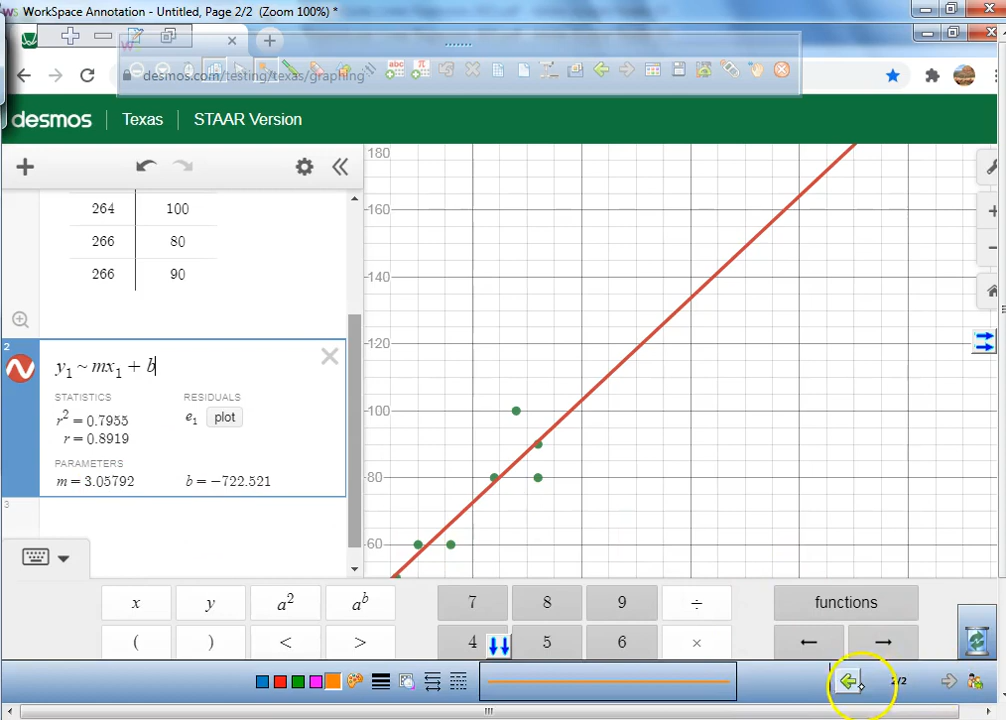 WorkSpace Annotation - Untitled, Page 2/2 (Zoom 100%) *
desmos.com/testing/texas/graphing
desmos Texas STAAR Version
264 100
266 80
266 90
2
y₁ ~ mx₁ + b
STATISTICS RESIDUALS
r² = 0.7955 e₁ plot
r = 0.8919
PARAMETERS
m = 3.05792 b = −722.521
3
180
160
140
120
100
80
60
x y a² aᵇ 7 8 9 ÷ functions
( ) < > 4 5 6 × ← →
2/2